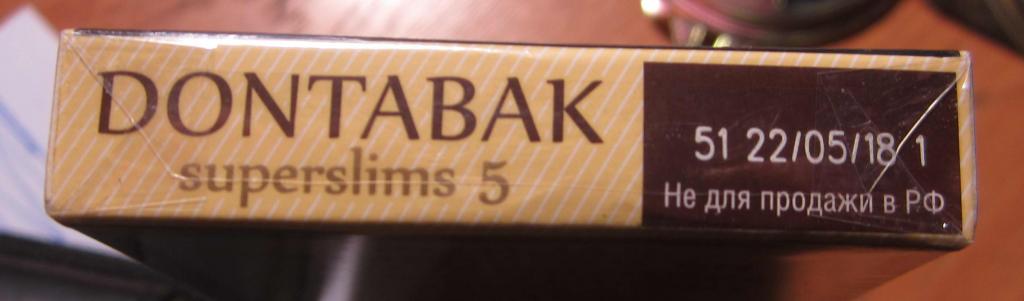 DONTABAK
superslims 5
51 22/05/18 1
Не для продажи в РФ